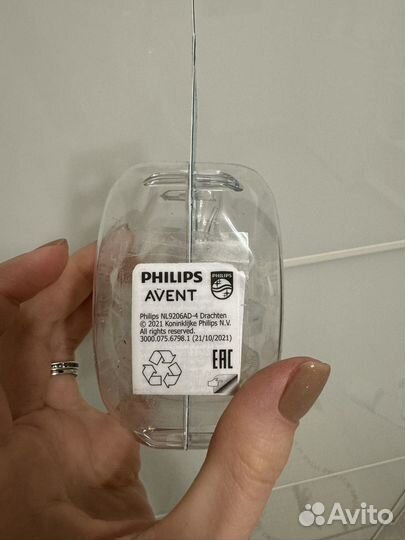 PHILIPS
AVENT
PHILIPS
Philips NL9206AD-4 Drachten
© 2021 Koninklijke Philips N.V.
All rights reserved.
3000.075.6798.1 (21/10/2021)
EAC
Avito